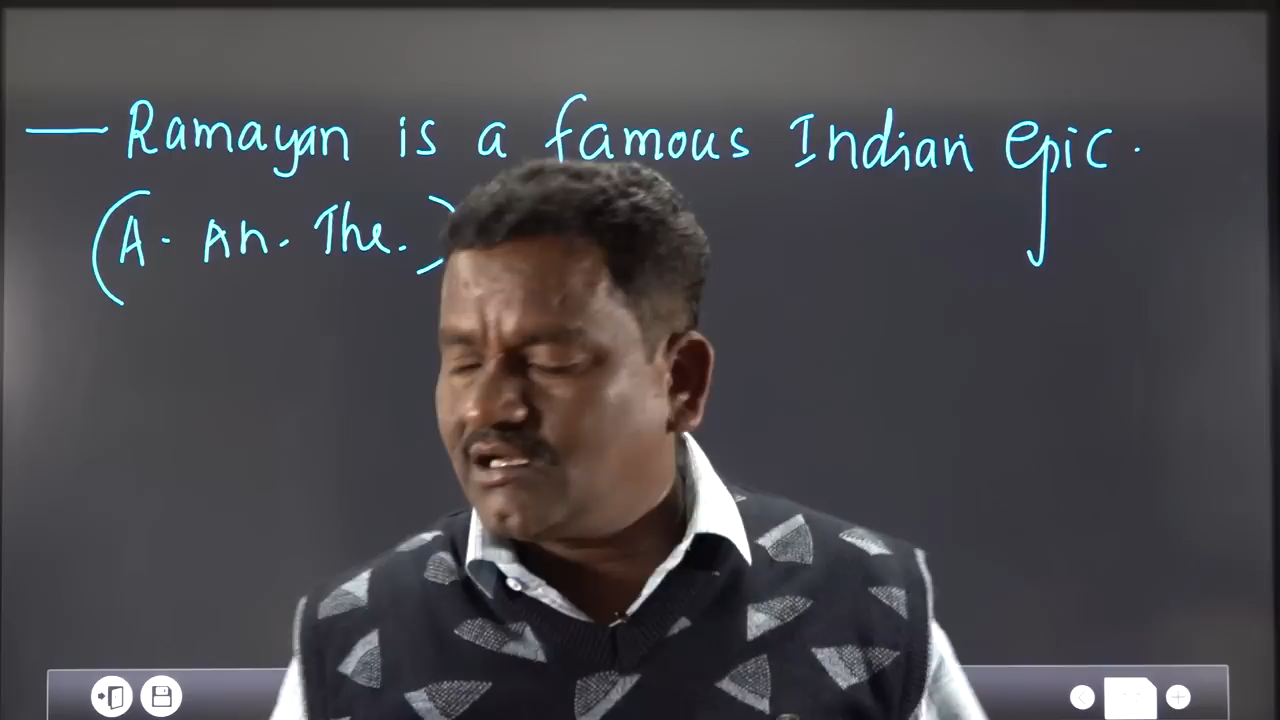 — Ramayan is a famous Indian epic.
(A. An. The.)